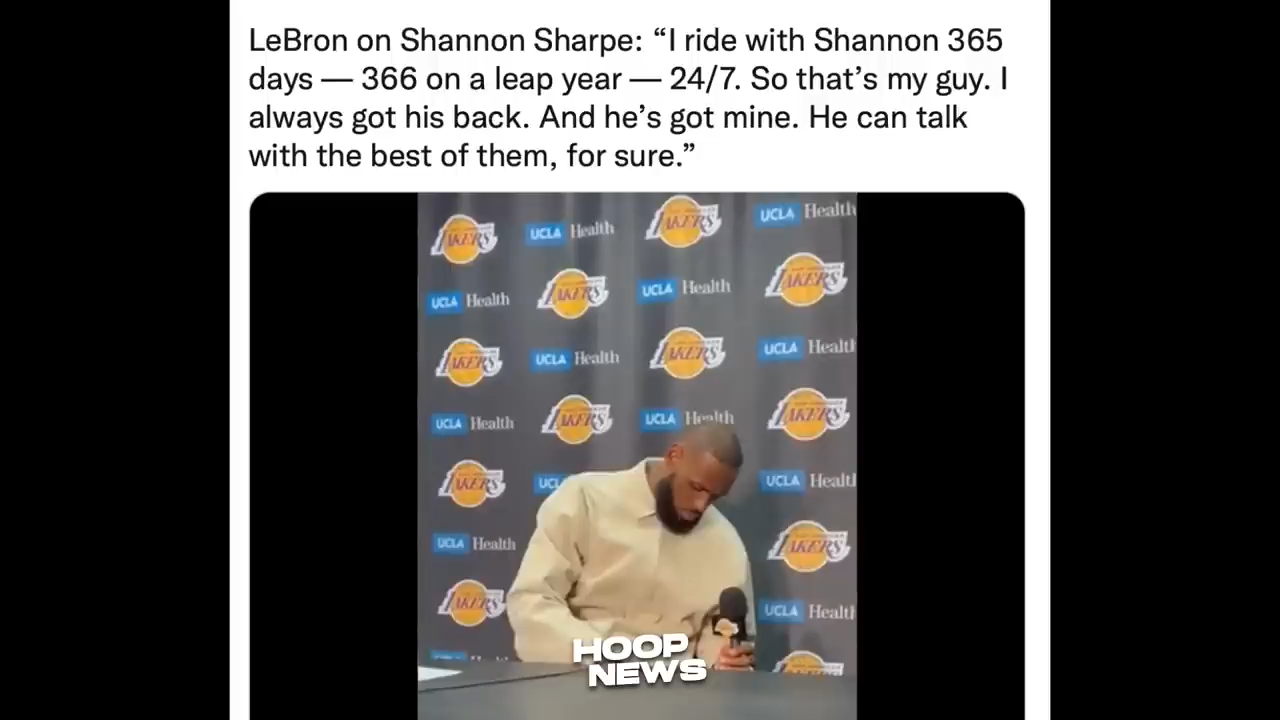 LeBron on Shannon Sharpe: “I ride with Shannon 365
days — 366 on a leap year — 24/7. So that’s my guy. I
always got his back. And he’s got mine. He can talk
with the best of them, for sure.”
LAKERS UCLA Health LAKERS UCLA Health
UCLA Health LAKERS UCLA Health LAKERS
LAKERS UCLA Health LAKERS UCLA Health
UCLA Health LAKERS UCLA Health LAKERS
LAKERS UCLA Health
UCLA Health LAKERS
LAKERS UCLA Health
HOOP
NEWS